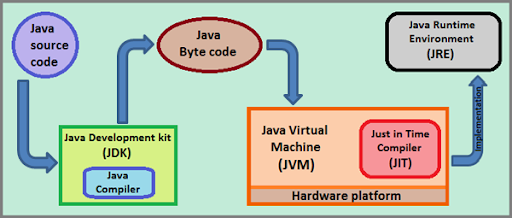 Java
source
code
Java
Byte code
Java Runtime
Environment
(JRE)
Java Development kit
(JDK)
Java
Compiler
Java Virtual
Machine
(JVM)
Just in Time
Compiler
(JIT)
Hardware platform
Implementation